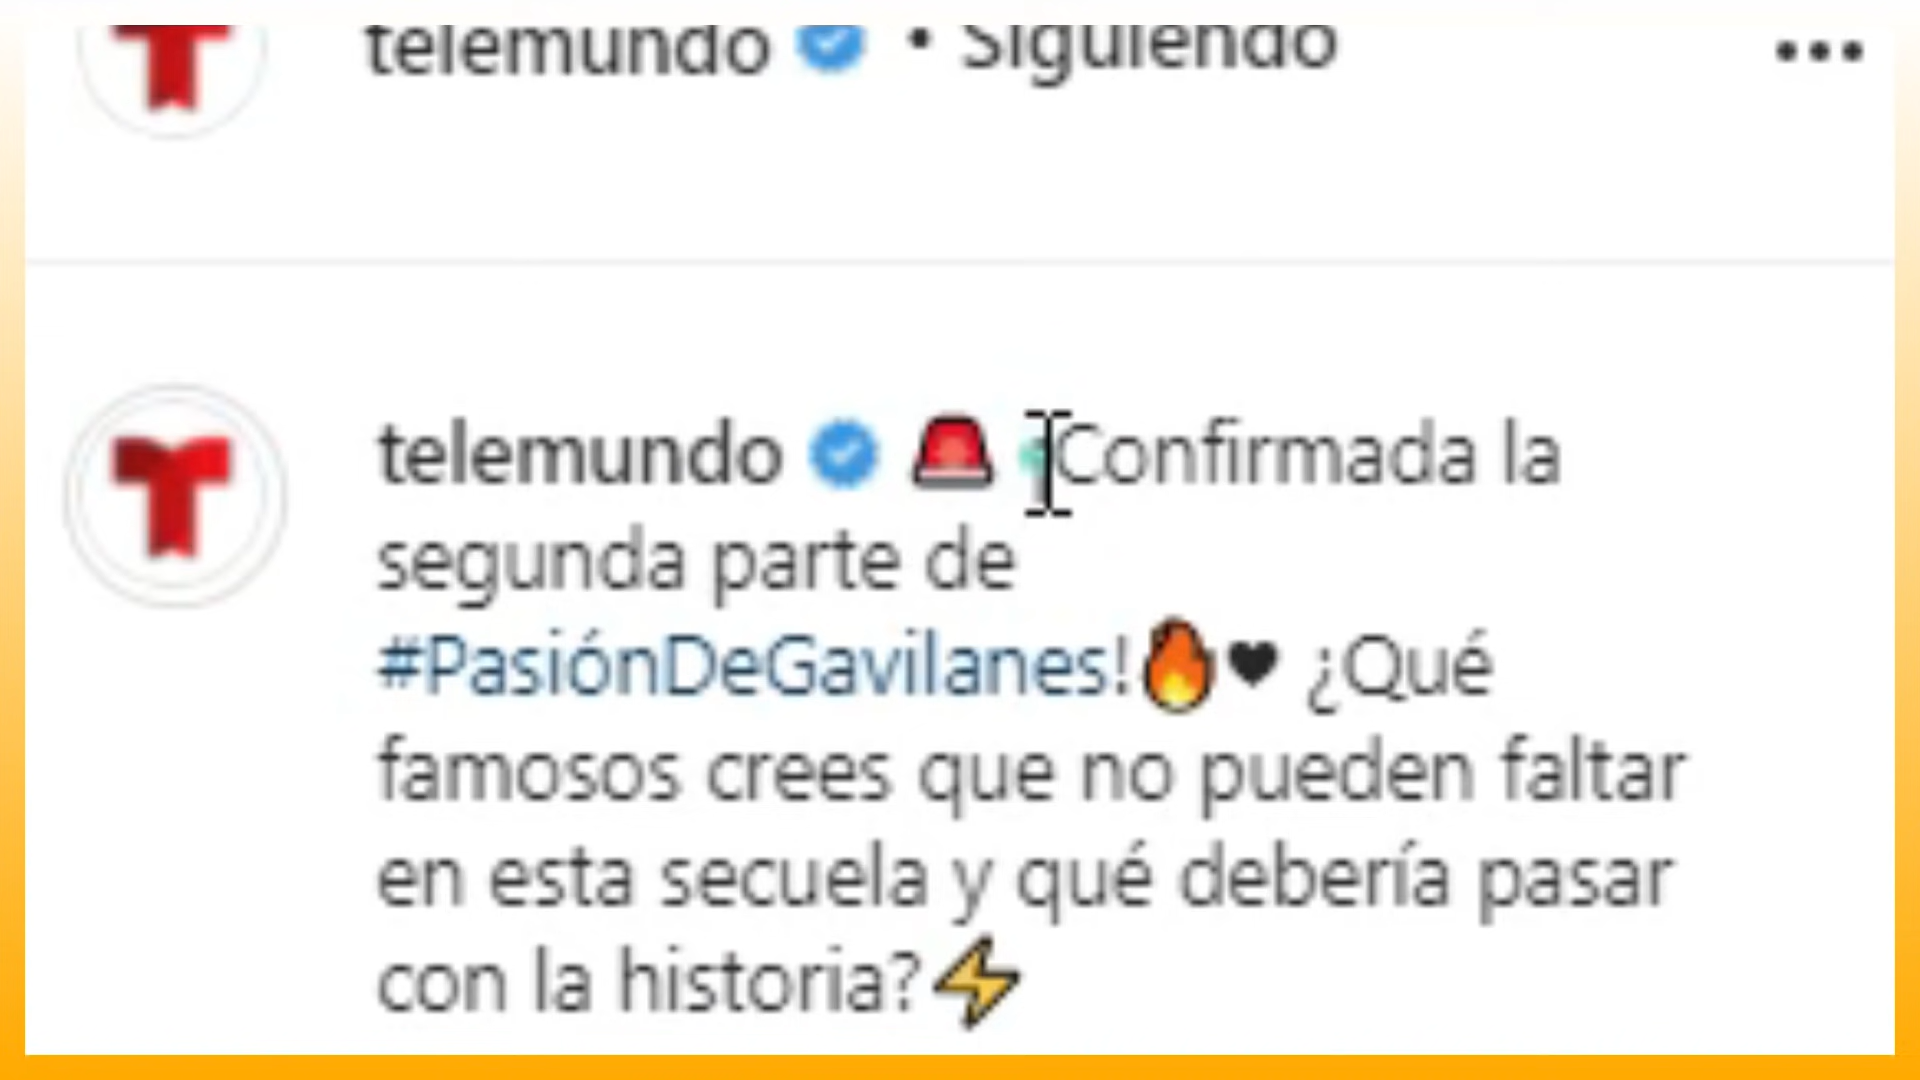 telemundo • Siguiendo
telemundo 🚨 Confirmada la
segunda parte de
#PasiónDeGavilanes!🔥🖤 ¿Qué
famosos crees que no pueden faltar
en esta secuela y qué debería pasar
con la historia?⚡